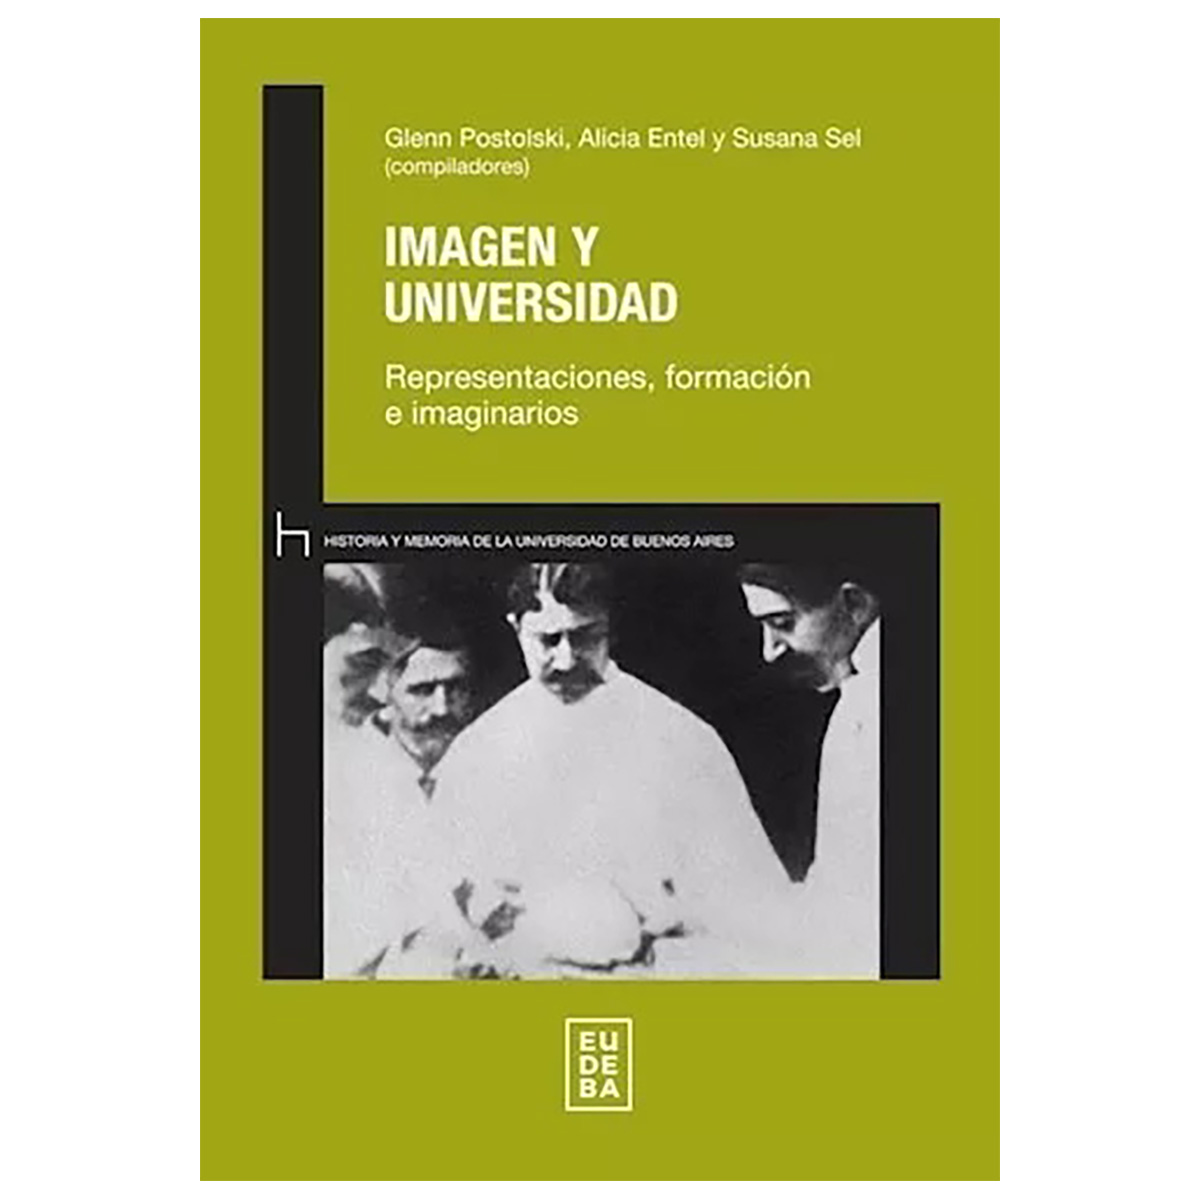 Glenn Postolski, Alicia Entel y Susana Sel
(compiladores)
IMAGEN Y
UNIVERSIDAD
Representaciones, formación
e imaginarios
h HISTORIA Y MEMORIA DE LA UNIVERSIDAD DE BUENOS AIRES
EU
DE
BA